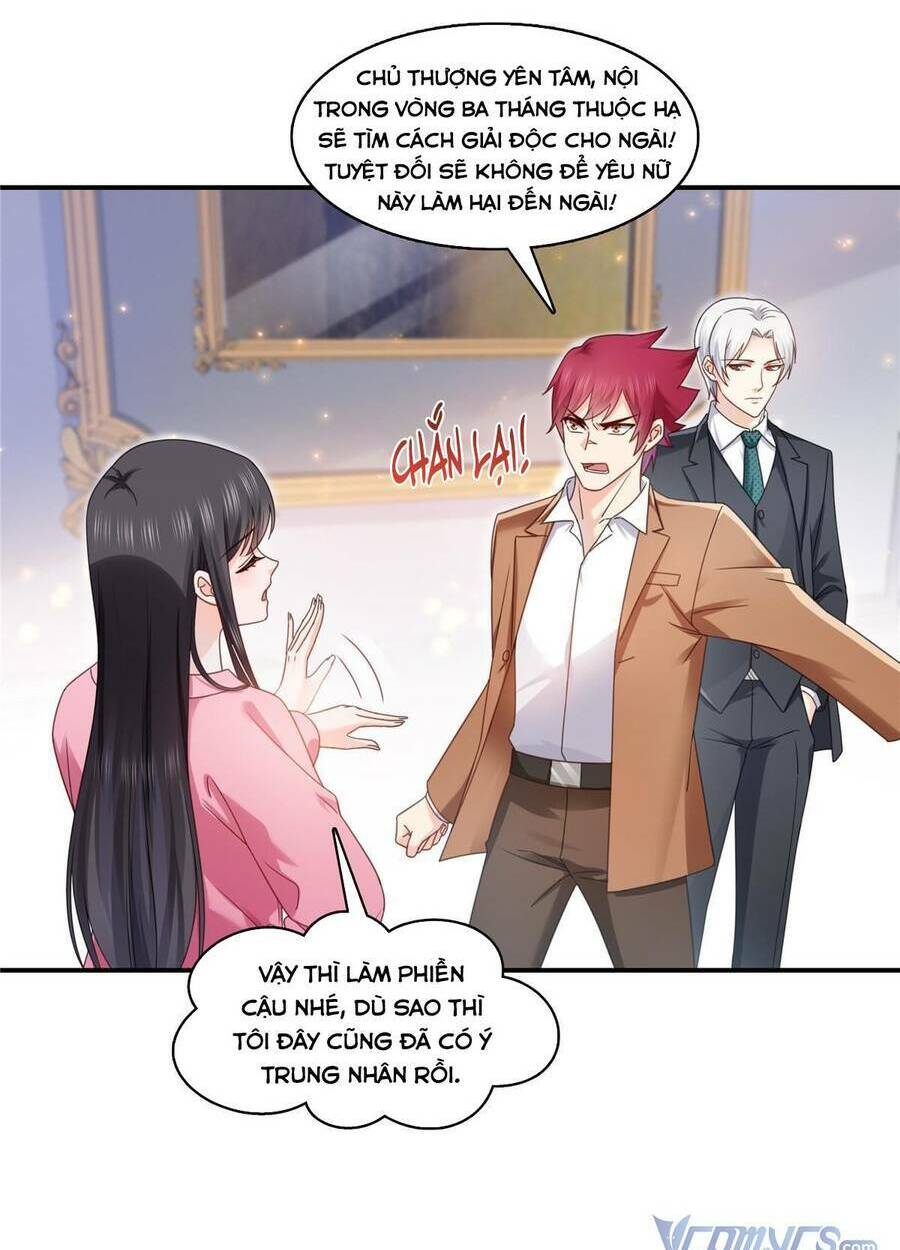 CHỦ THƯỢNG YÊN TÂM, NỘI
TRONG VÒNG BA THÁNG THUỘC HẠ
SẼ TÌM CÁCH GIẢI ĐỘC CHO NGÀI!
TUYỆT ĐỐI SẼ KHÔNG ĐỂ YÊU NỮ
NÀY LÀM HẠI ĐẾN NGÀI!
CHẮN LẠI!
VẬY THÌ LÀM PHIỀN
CẬU NHÉ, DÙ SAO THÌ
TÔI ĐÂY CŨNG ĐÃ CÓ Ý
TRUNG NHÂN RỒI.